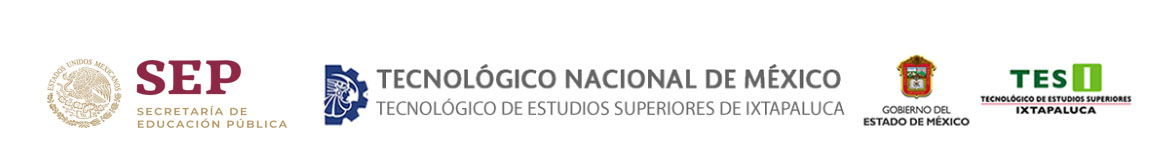 ESTADOS UNIDOS MEXICANOS
SEP
SECRETARÍA DE
EDUCACIÓN PÚBLICA
TECNOLÓGICO NACIONAL DE MÉXICO
TECNOLÓGICO DE ESTUDIOS SUPERIORES DE IXTAPALUCA
GOBIERNO DEL
ESTADO DE MÉXICO
TESI
TECNOLÓGICO DE ESTUDIOS SUPERIORES
IXTAPALUCA